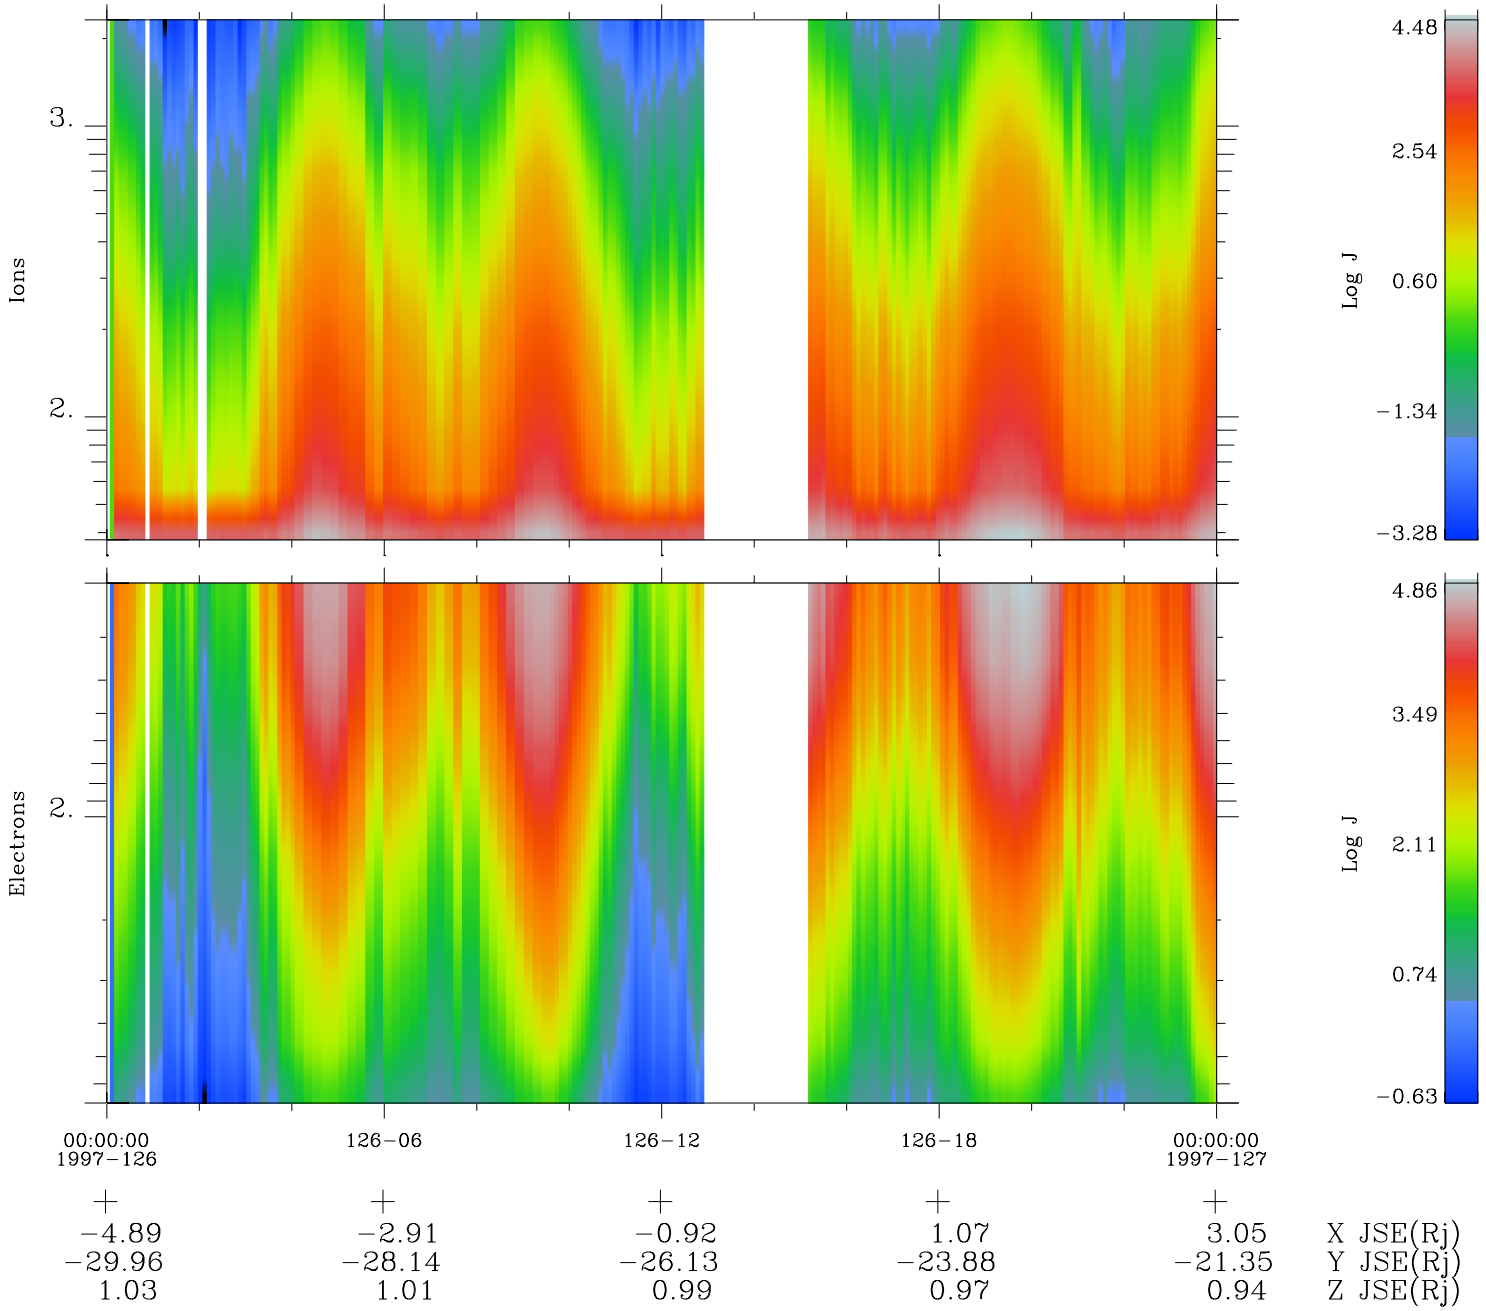 4.48
3.
2.54
Ions
Log J
0.60
2.
−1.34
−3.28
4.86
3.49
2.
Electrons
Log J
2.11
0.74
−0.63
00:00:00 126−06 126−12 126−18 00:00:00
1997−126 1997−127
−4.89 −2.91 −0.92 1.07 3.05 X JSE(Rj)
−29.96 −28.14 −26.13 −23.88 −21.35 Y JSE(Rj)
1.03 1.01 0.99 0.97 0.94 Z JSE(Rj)